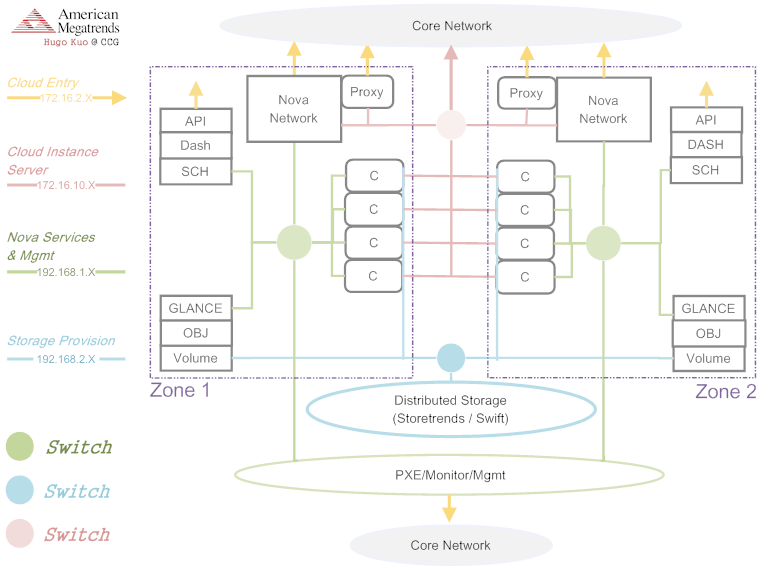 American
Megatrends
Hugo Kuo @ CCG
Core Network
Cloud Entry
172.16.2.X
Cloud Instance
Server
172.16.10.X
Nova Services
& Mgmt
192.168.1.X
Storage Provision
192.168.2.X
Nova
Network
Proxy
API
Dash
SCH
C
C
C
C
GLANCE
OBJ
Volume
Zone 1
Proxy
Nova
Network
API
DASH
SCH
C
C
C
C
GLANCE
OBJ
Volume
Zone 2
Distributed Storage
(Storetrends / Swift)
Switch
Switch
Switch
PXE/Monitor/Mgmt
Core Network